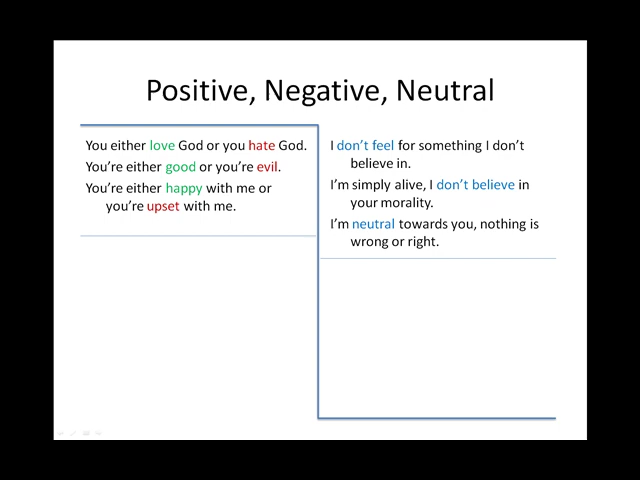 Positive, Negative, Neutral
You either love God or you hate God.
You're either good or you're evil.
You're either happy with me or
you're upset with me.
I don't feel for something I don't
believe in.
I'm simply alive, I don't believe in
your morality.
I'm neutral towards you, nothing is
wrong or right.